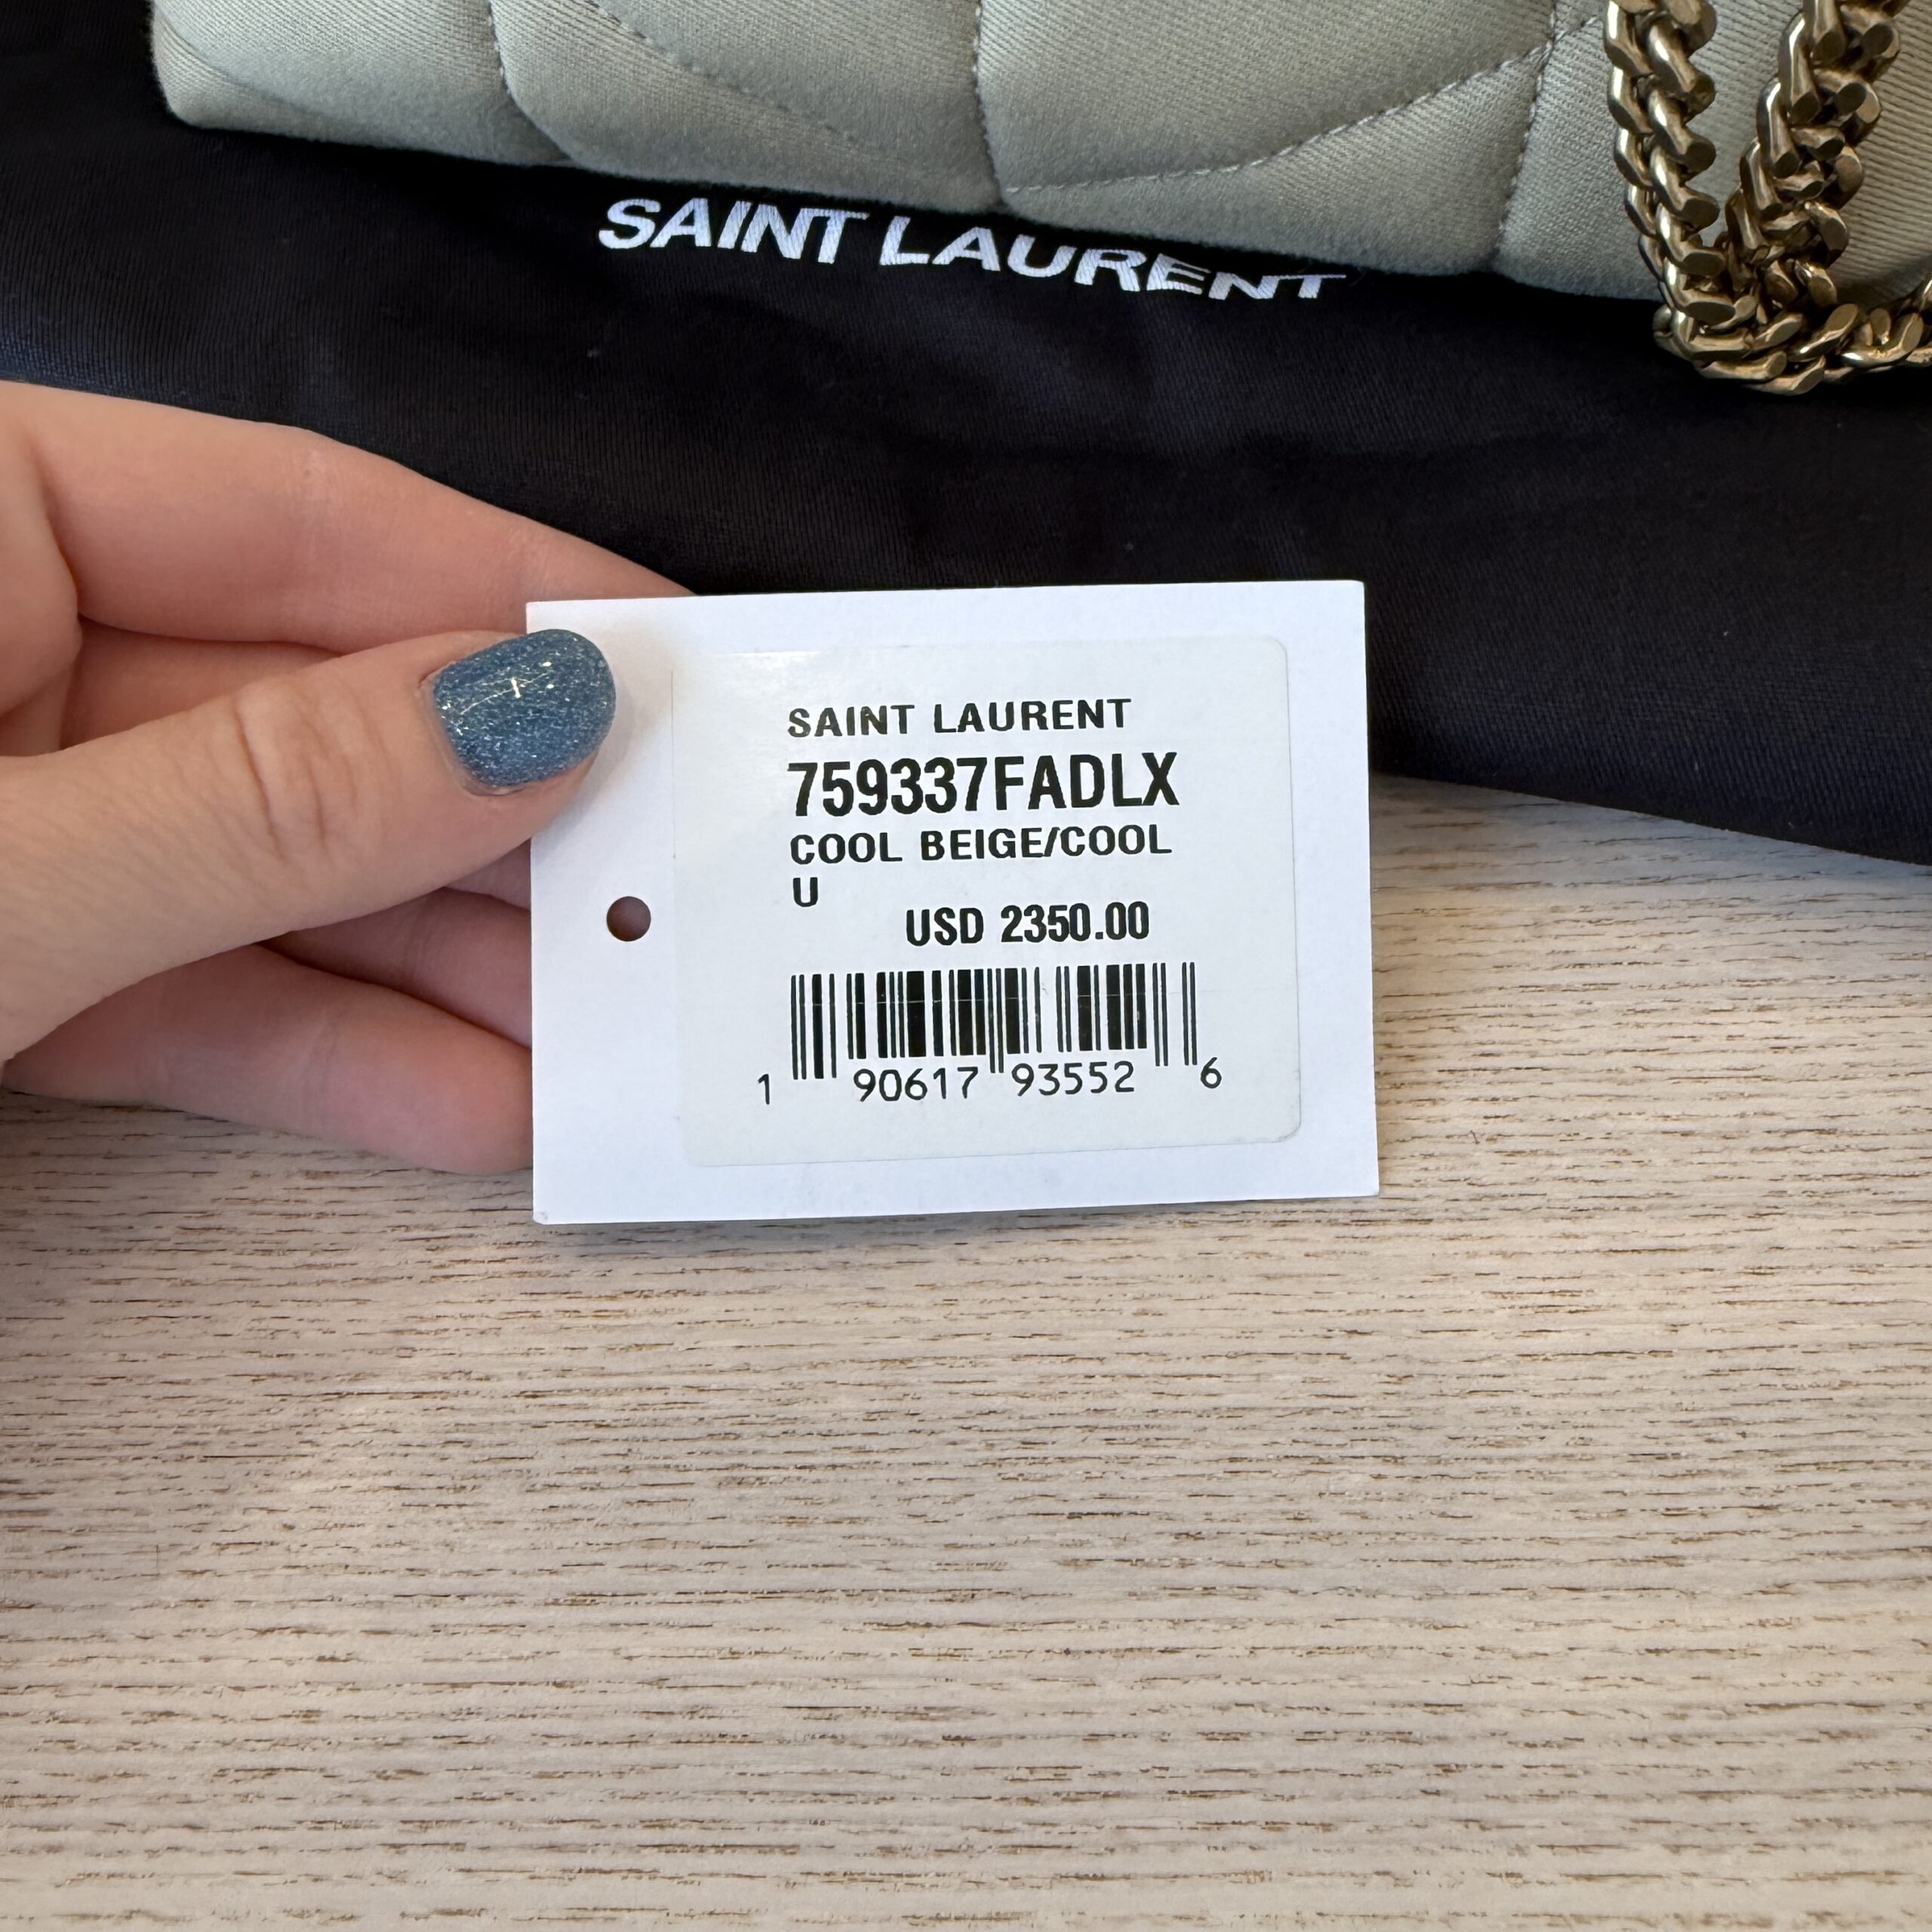 SAINT LAURENT
SAINT LAURENT
759337FADLX
COOL BEIGE/COOL
U
USD 2350.00
1 90617 93552 6